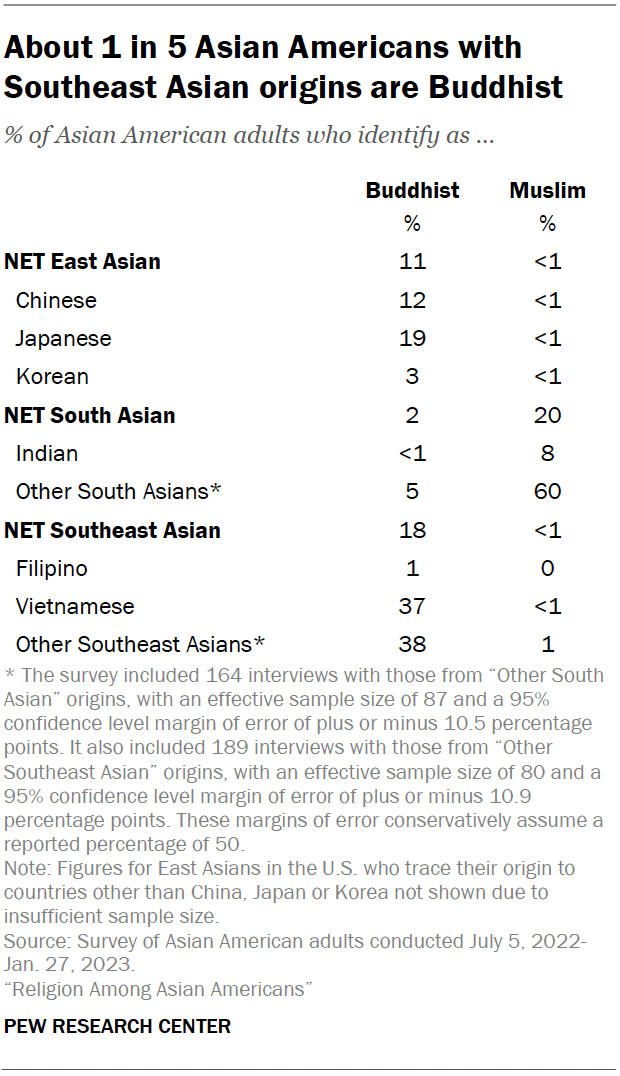 About 1 in 5 Asian Americans with
Southeast Asian origins are Buddhist
% of Asian American adults who identify as ...
Buddhist Muslim
% %
NET East Asian 11 <1
Chinese 12 <1
Japanese 19 <1
Korean 3 <1
NET South Asian 2 20
Indian <1 8
Other South Asians* 5 60
NET Southeast Asian 18 <1
Filipino 1 0
Vietnamese 37 <1
Other Southeast Asians* 38 1
* The survey included 164 interviews with those from “Other South
Asian” origins, with an effective sample size of 87 and a 95%
confidence level margin of error of plus or minus 10.5 percentage
points. It also included 189 interviews with those from “Other
Southeast Asian” origins, with an effective sample size of 80 and a
95% confidence level margin of error of plus or minus 10.9
percentage points. These margins of error conservatively assume a
reported percentage of 50.
Note: Figures for East Asians in the U.S. who trace their origin to
countries other than China, Japan or Korea not shown due to
insufficient sample size.
Source: Survey of Asian American adults conducted July 5, 2022-
Jan. 27, 2023.
“Religion Among Asian Americans”
PEW RESEARCH CENTER